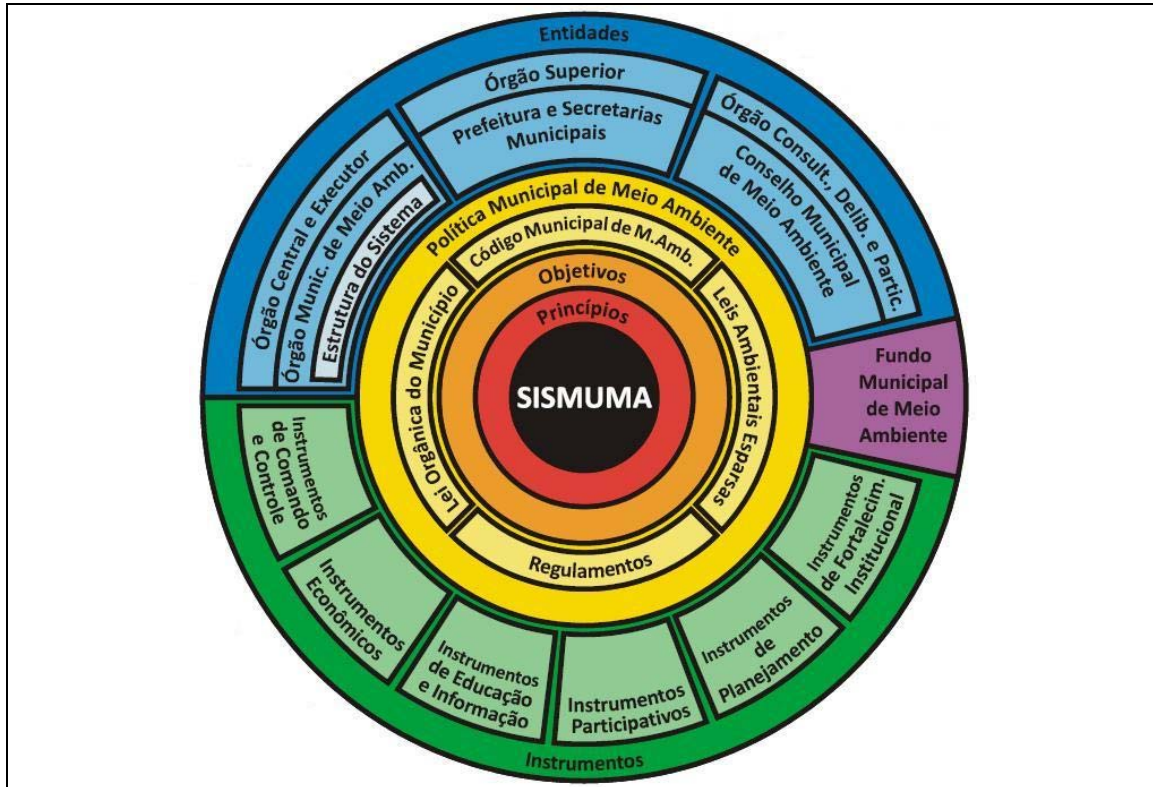 Entidades
Órgão Superior
Prefeitura e Secretarias
Municipais
Órgão Central e Executor
Órgão Munic. de Meio Amb.
Estrutura do Sistema
Órgão Consult., Delib. e Partic.
Conselho Municipal
de Meio Ambiente
Política Municipal de Meio Ambiente
Código Municipal de M.Amb.
Lei Orgânica do Município
Leis Ambientais Esparsas
Regulamentos
Objetivos
Princípios
SISMUMA
Fundo
Municipal
de Meio
Ambiente
Instrumentos
de Comando
e Controle
Instrumentos
Econômicos
Instrumentos
de Educação
e Informação
Instrumentos
Participativos
Instrumentos
de
Planejamento
Instrumentos
de Fortalecim.
Institucional
Instrumentos